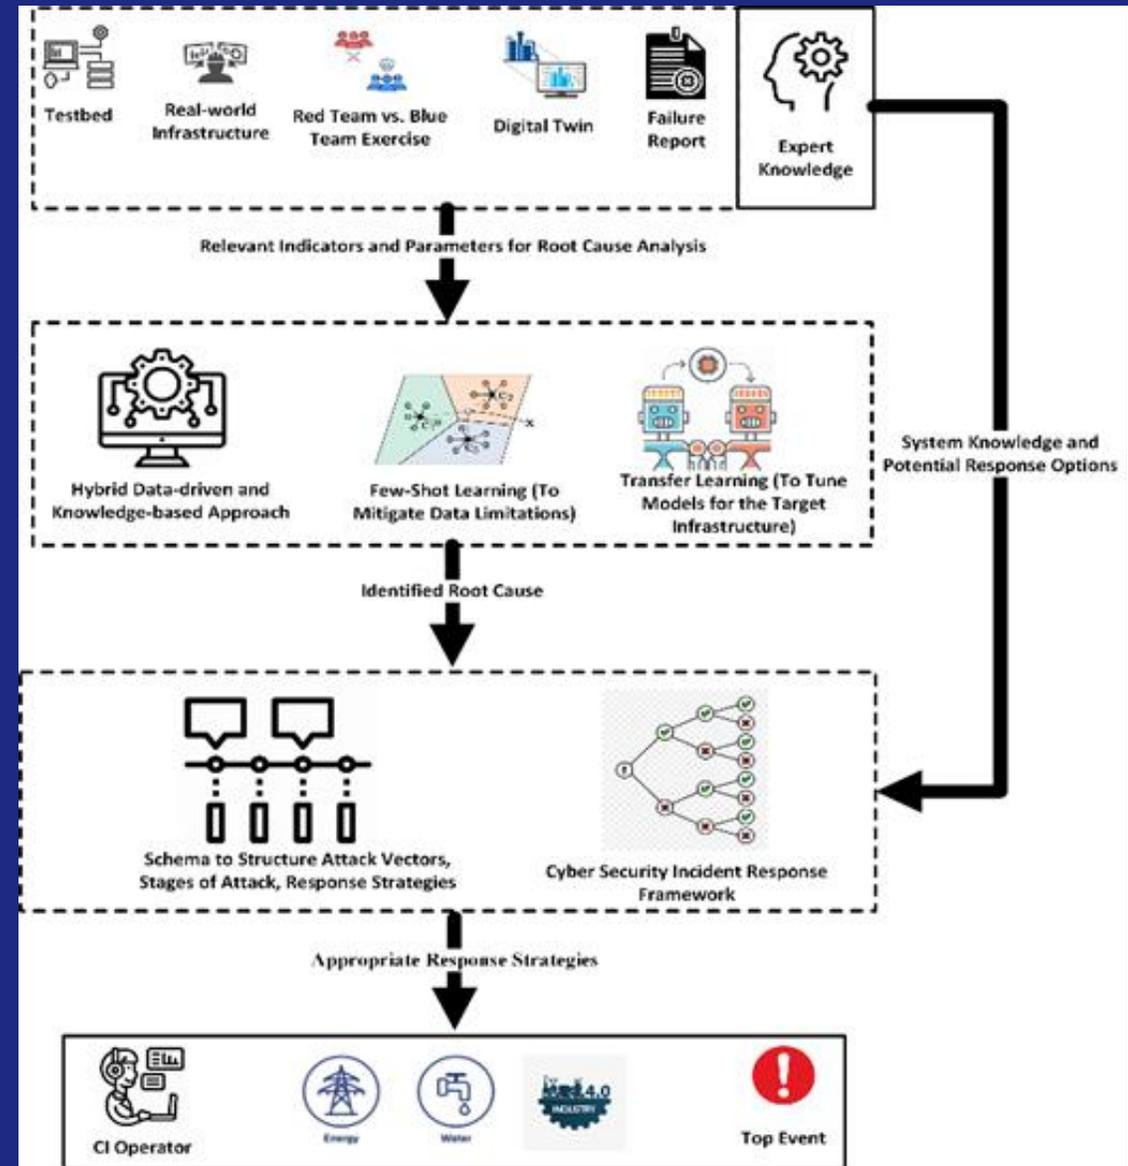 Testbed
Real-world
Infrastructure
Red Team vs. Blue
Team Exercise
Digital Twin
Failure
Report
Expert
Knowledge
Relevant Indicators and Parameters for Root Cause Analysis
Hybrid Data-driven and
Knowledge-based Approach
Few-Shot Learning (To
Mitigate Data Limitations)
Transfer Learning (To Tune
Models for the Target
Infrastructure)
System Knowledge and
Potential Response Options
Identified Root Cause
Schema to Structure Attack Vectors,
Stages of Attack, Response Strategies
Cyber Security Incident Response
Framework
Appropriate Response Strategies
CI Operator
Energy
Water
4.0
INDUSTRY
Top Event